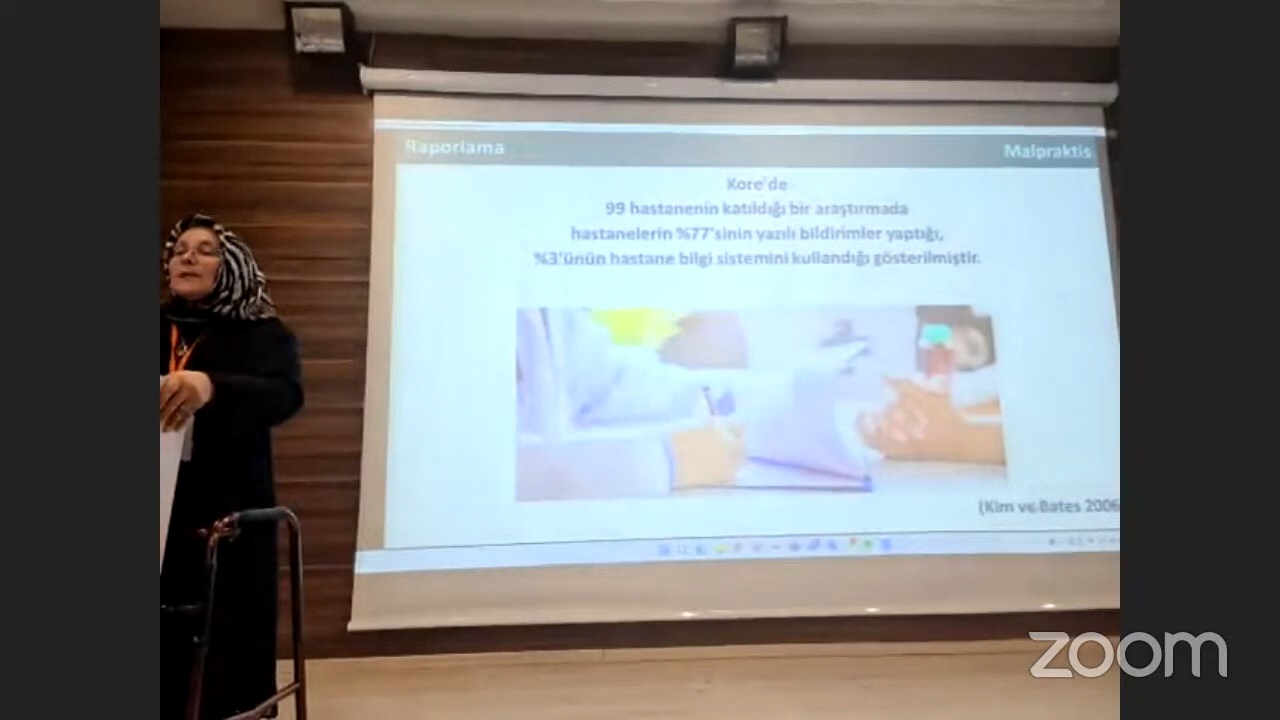 Raporlama
Malpraktis
Kore'de
99 hastanenin katıldığı bir araştırmada
hastanelerin %77'sinin yazılı bildirimler yaptığı,
%3'ünün hastane bilgi sistemini kullandığı gösterilmiştir.
(Kim ve Bates 2006
zoom